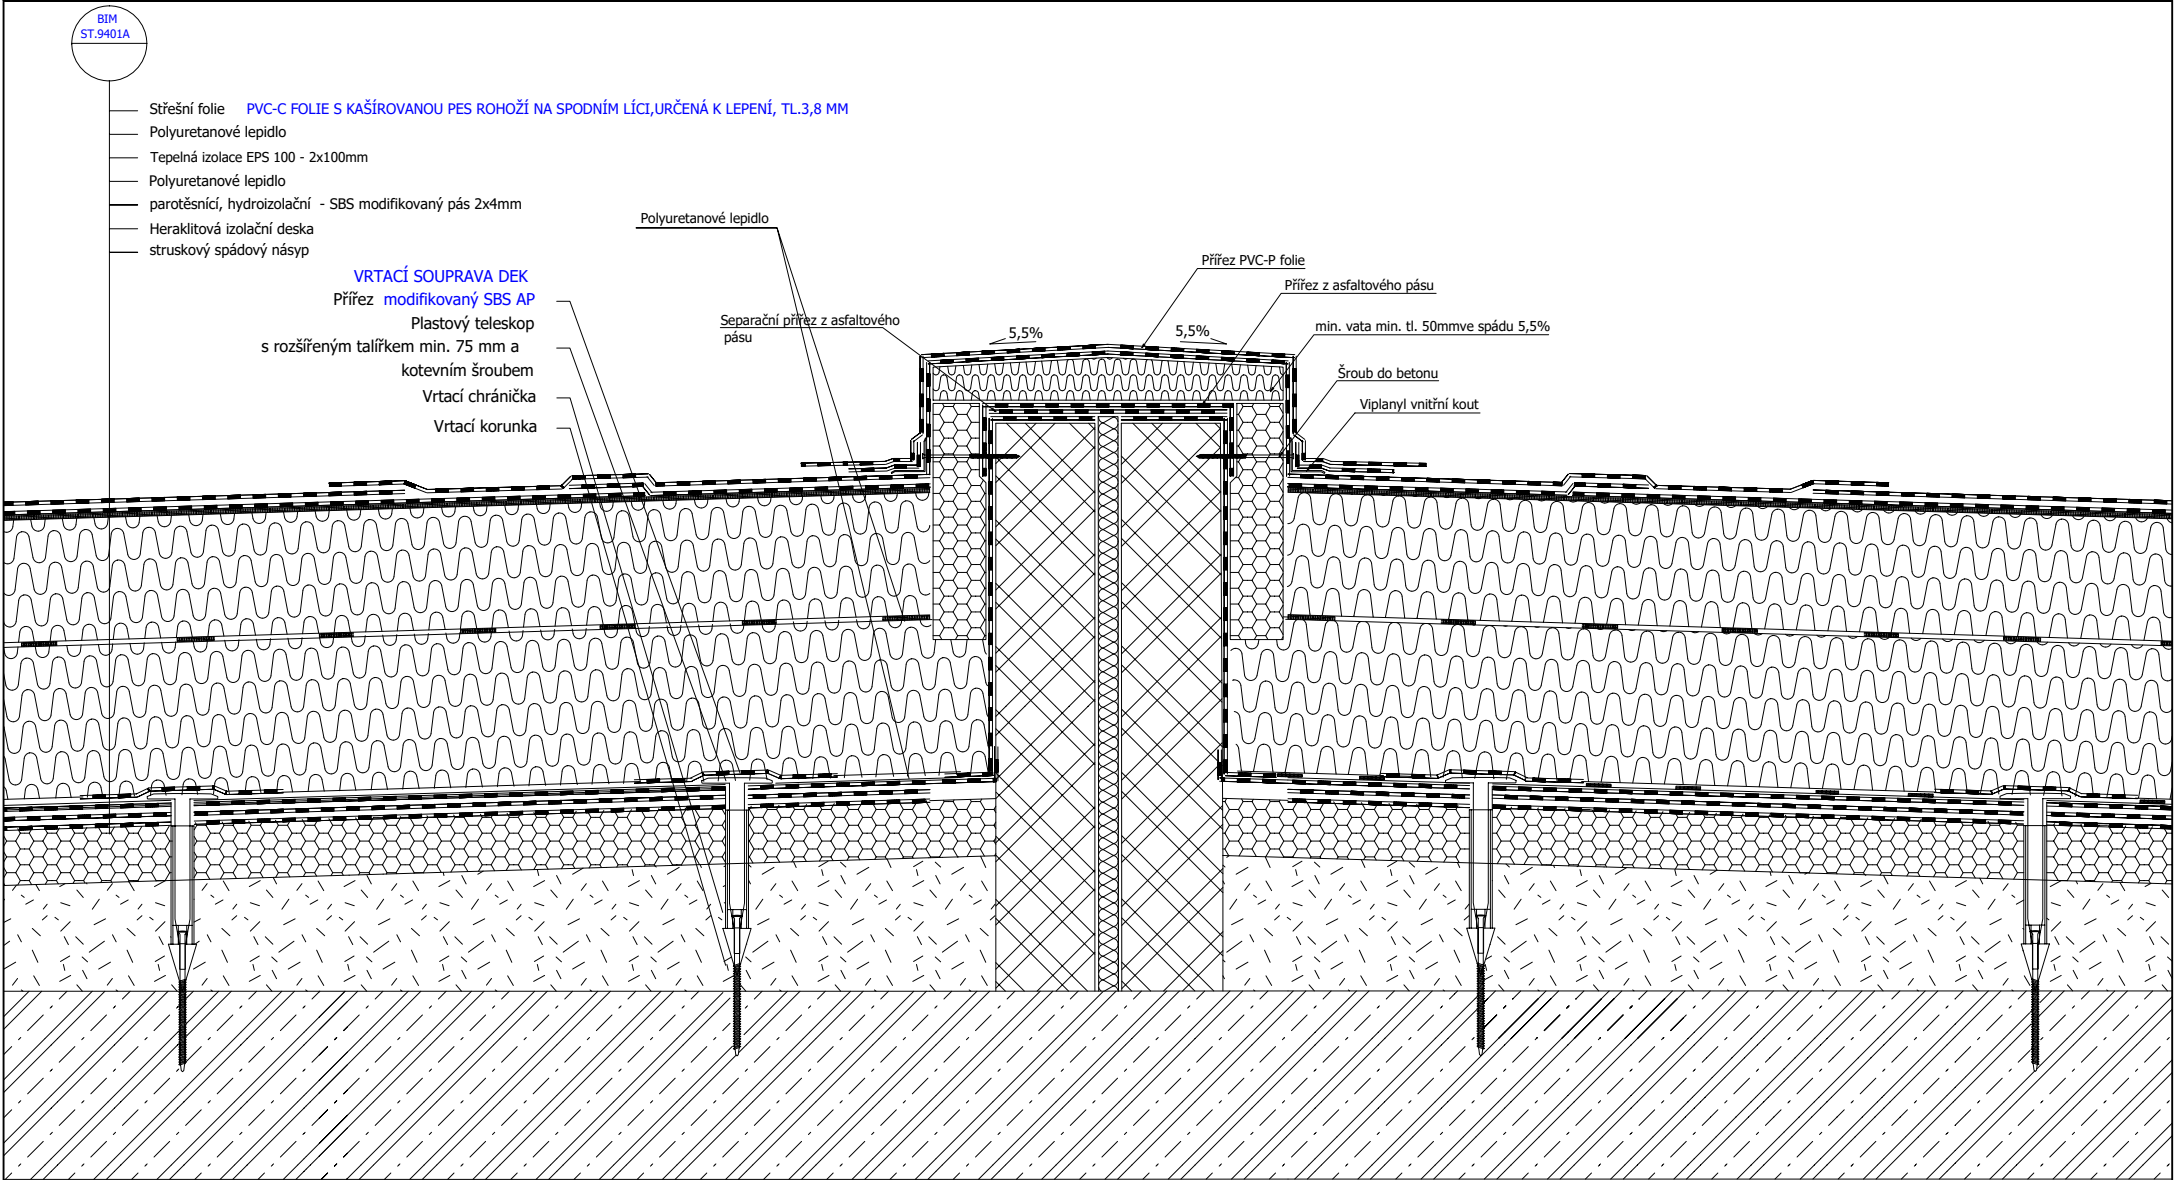 BIM
ST.9401A
Střešní folie PVC-C FOLIE S KAŠÍROVANOU PES ROHOŽÍ NA SPODNÍM LÍCI,URČENÁ K LEPENÍ, TL.3,8 MM
Polyuretanové lepidlo
Tepelná izolace EPS 100 - 2x100mm
Polyuretanové lepidlo
parotěsnící, hydroizolační - SBS modifikovaný pás 2x4mm
Heraklitová izolační deska
struskový spádový násyp
VRTACÍ SOUPRAVA DEK
Přířez modifikovaný SBS AP
Plastový teleskop
s rozšířeným talířkem min. 75 mm a
kotevním šroubem
Vrtací chránička
Vrtací korunka
Polyuretanové lepidlo
Separační přířez z asfaltového
pásu
5,5%
5,5%
Přířez PVC-P folie
Přířez z asfaltového pásu
min. vata min. tl. 50mmve spádu 5,5%
Šroub do betonu
Viplanyl vnitřní kout